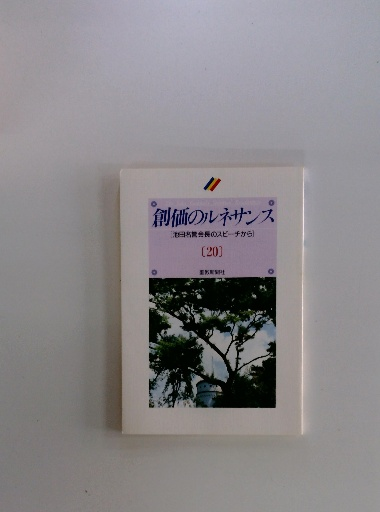 創価のルネサンス
［池田名誉会長のスピーチから］
［20］
聖教新聞社